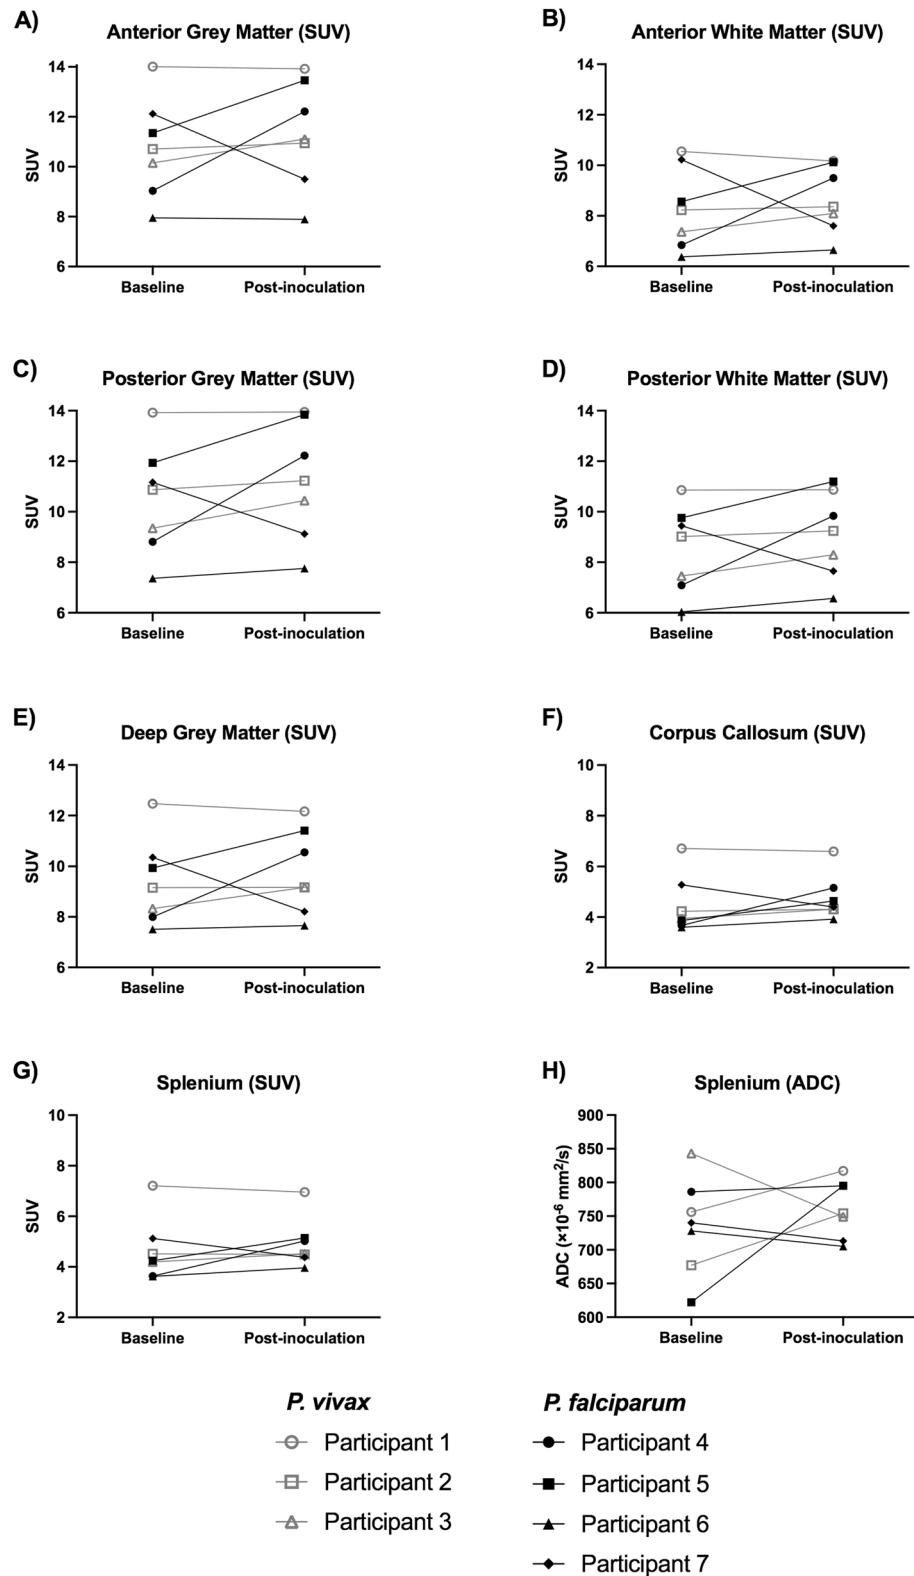 A)
Anterior Grey Matter (SUV)
14
12
10
8
6
SUV
Baseline
Post-inoculation
B)
Anterior White Matter (SUV)
14
12
10
8
6
SUV
Baseline
Post-inoculation
C)
Posterior Grey Matter (SUV)
14
12
10
8
6
SUV
Baseline
Post-inoculation
D)
Posterior White Matter (SUV)
14
12
10
8
6
SUV
Baseline
Post-inoculation
E)
Deep Grey Matter (SUV)
14
12
10
8
6
SUV
Baseline
Post-inoculation
F)
Corpus Callosum (SUV)
10
8
6
4
2
SUV
Baseline
Post-inoculation
G)
Splenium (SUV)
10
8
6
4
2
SUV
Baseline
Post-inoculation
H)
Splenium (ADC)
900
850
800
750
700
650
600
ADC (×10⁻⁶ mm²/s)
Baseline
Post-inoculation
P. vivax
Participant 1
Participant 2
Participant 3
P. falciparum
Participant 4
Participant 5
Participant 6
Participant 7